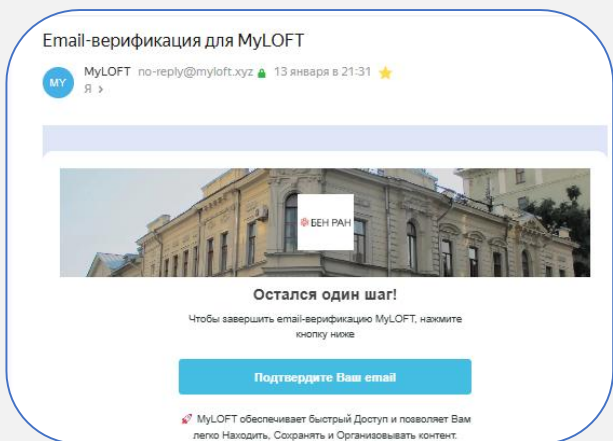 Email-верификация для MyLOFT
MY
MyLOFT no-reply@myloft.xyz 13 января в 21:31
Я >
БЕН РАН
Остался один шаг!
Чтобы завершить email-верификацию MyLOFT, нажмите
кнопку ниже
Подтвердите Ваш email
🚀 MyLOFT обеспечивает быстрый Доступ и позволяет Вам
легко Находить, Сохранять и Организовывать контент.